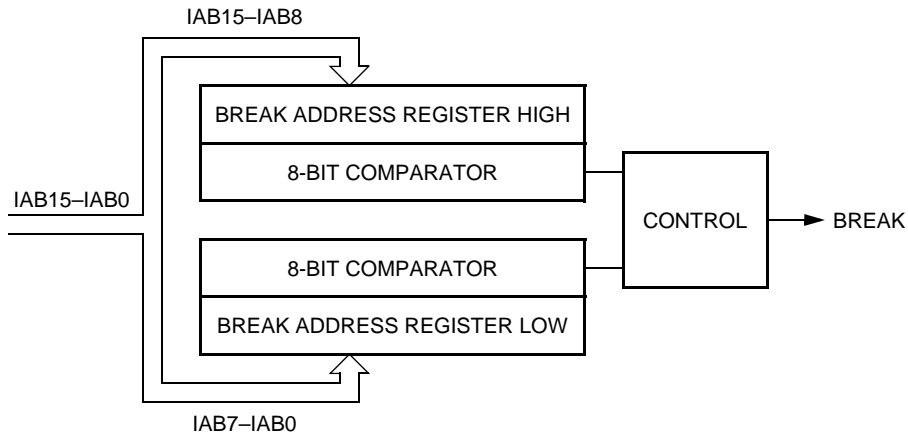 IAB15–IAB8
BREAK ADDRESS REGISTER HIGH
8-BIT COMPARATOR
IAB15–IAB0
CONTROL
BREAK
8-BIT COMPARATOR
BREAK ADDRESS REGISTER LOW
IAB7–IAB0